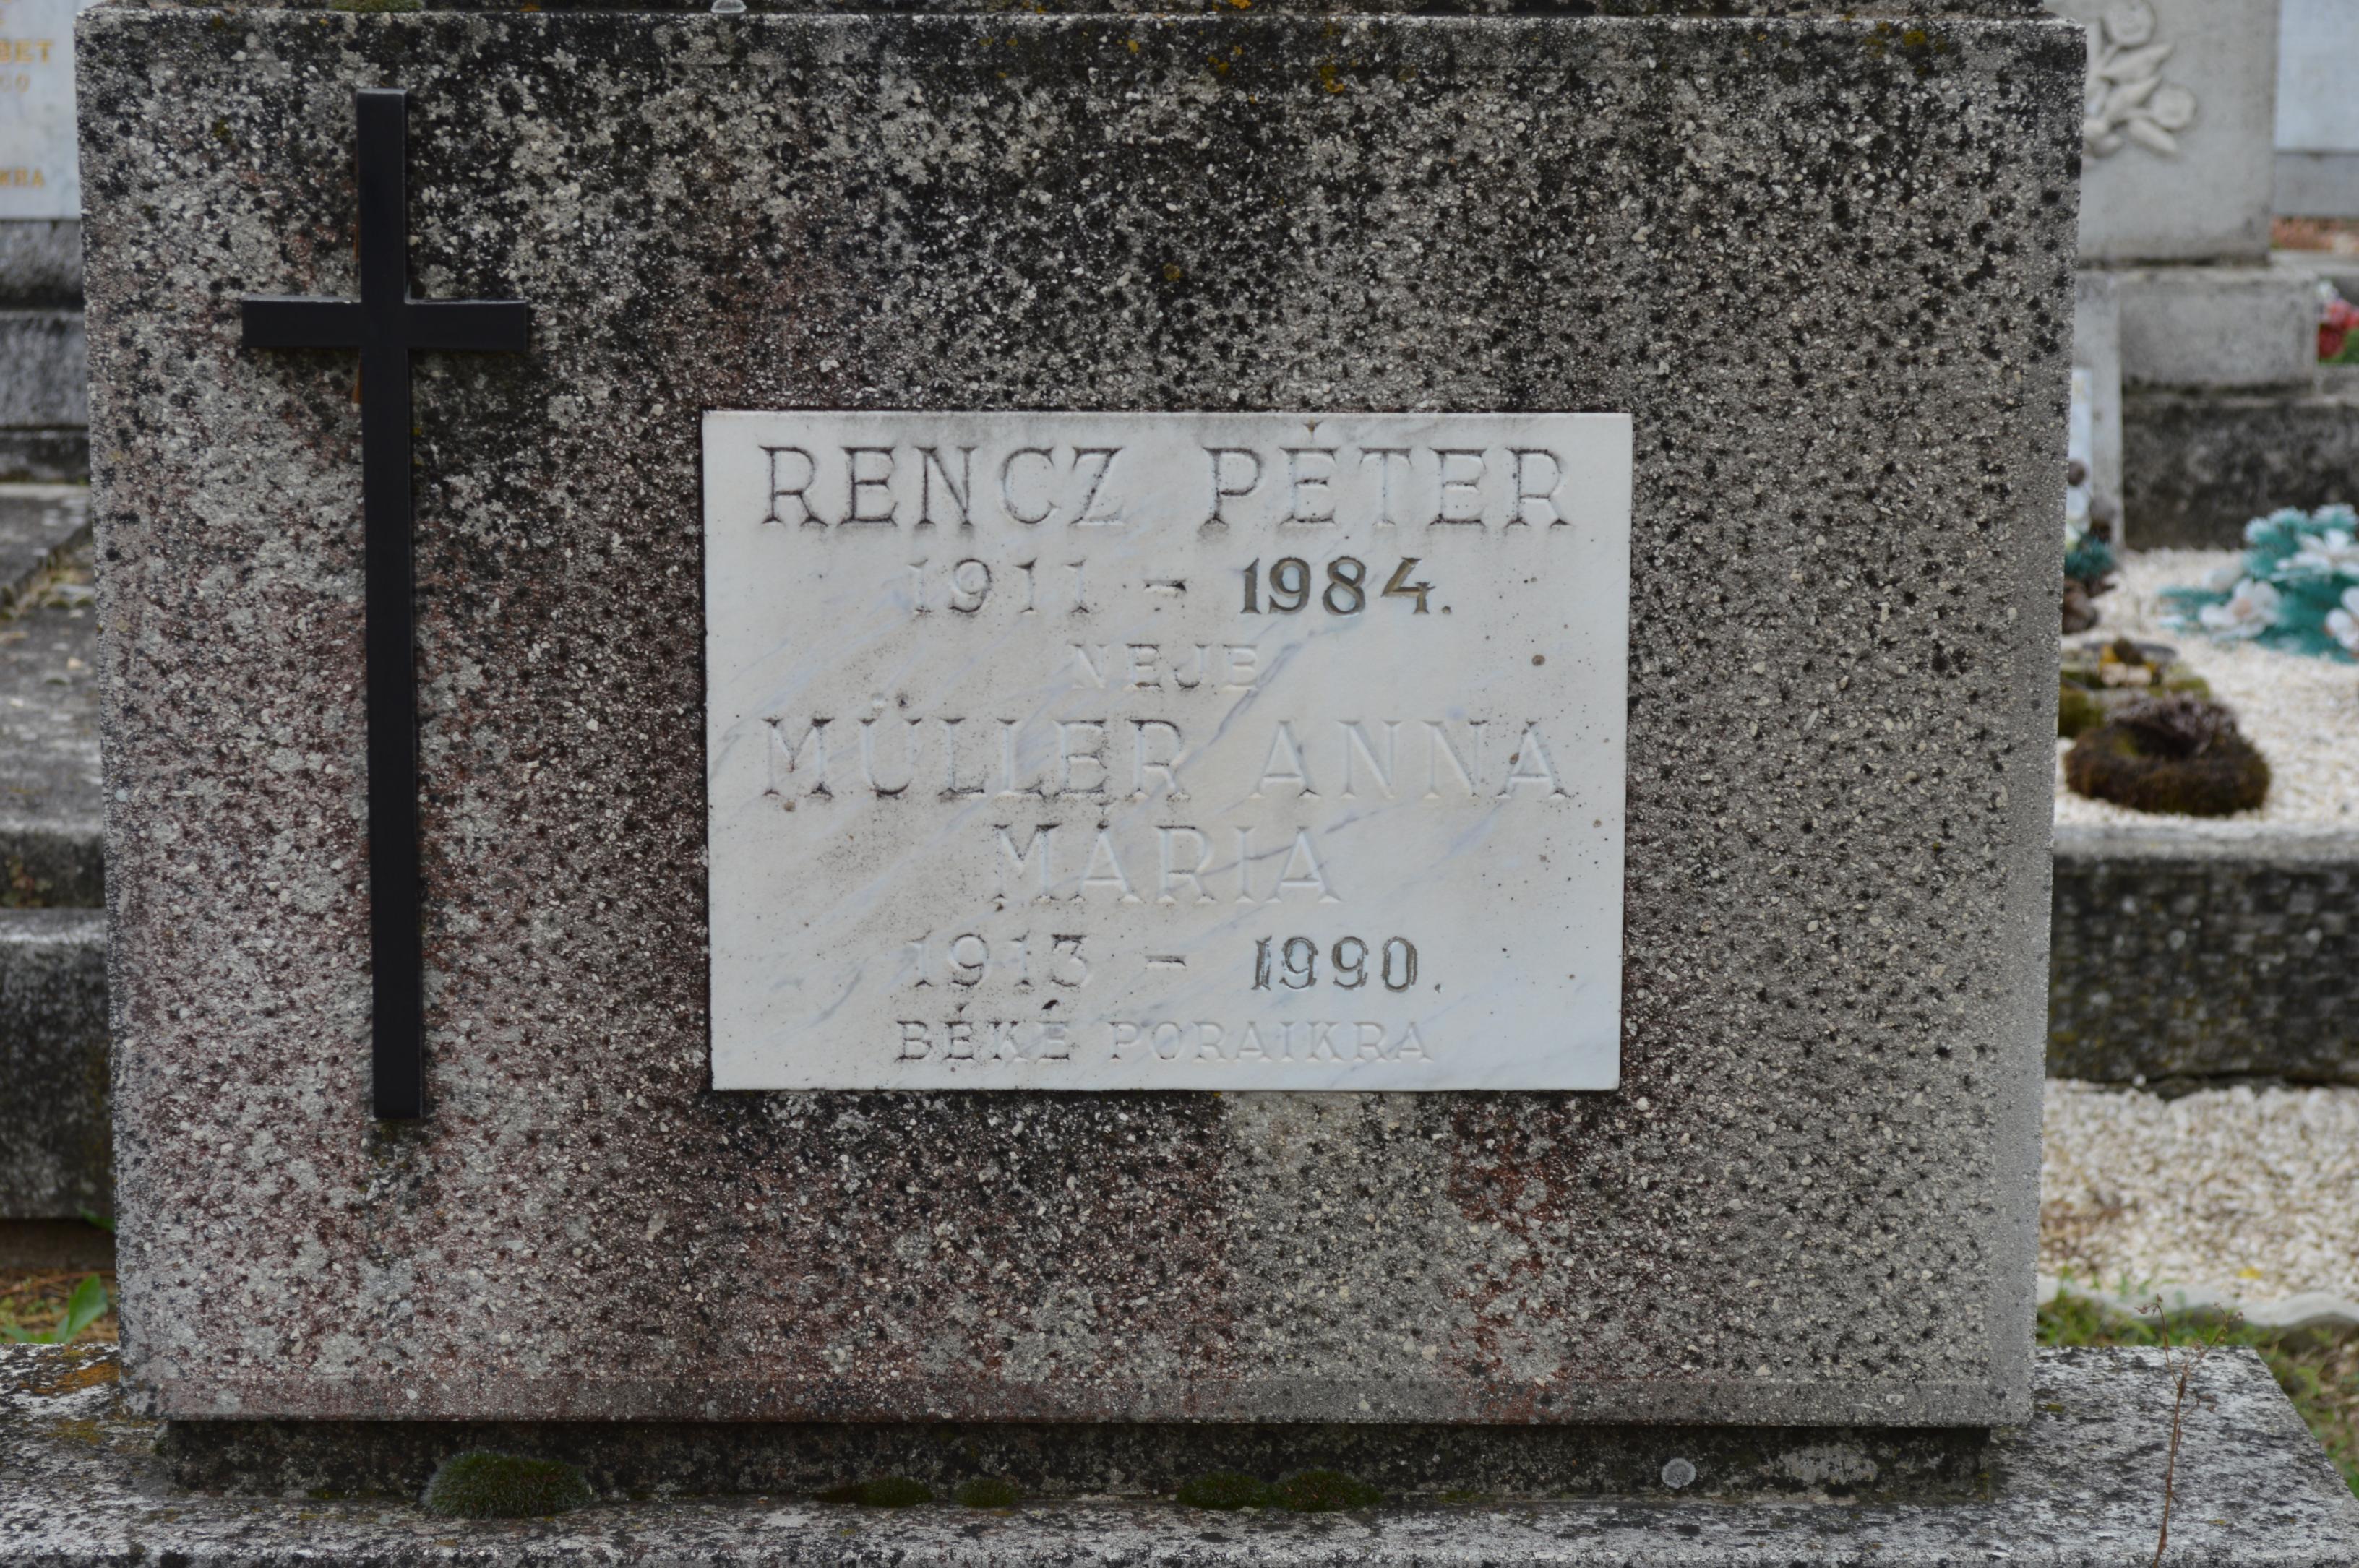 RENCZ PÉTER
1911 - 1984.
NEJE
MÜLLER ANNA
MÁRIA
1913 - 1990.
BÉKE PORAIKRA